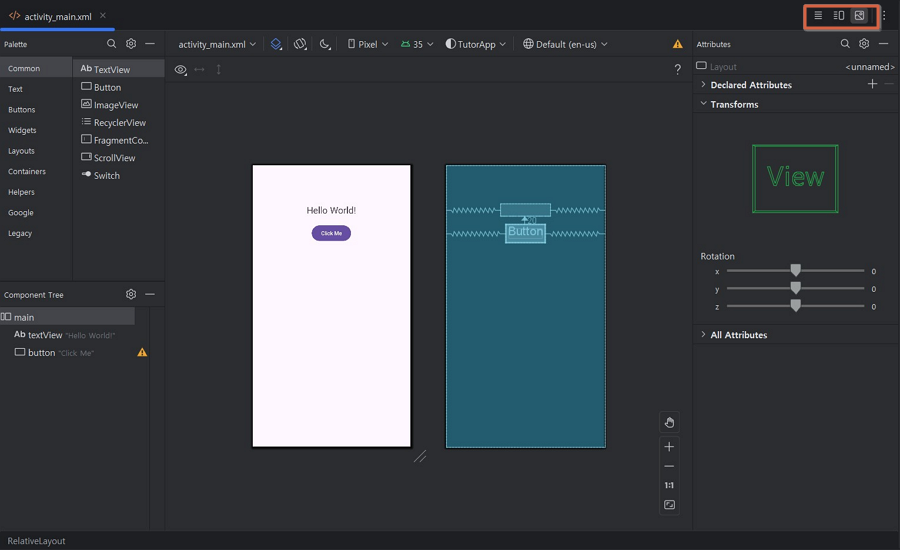 activity_main.xml
Palette
activity_main.xml
Pixel
35
TutorApp
Default (en-us)
Attributes
Common
Text
Buttons
Widgets
Layouts
Containers
Helpers
Google
Legacy
Ab TextView
Button
ImageView
RecyclerView
FragmentCo...
ScrollView
Switch
?
Layout
<unnamed>
Declared Attributes
Transforms
View
Rotation
x 0
y 0
z 0
All Attributes
Hello World!
Click Me
20
Button
Component Tree
main
Ab textView "Hello World!"
button "Click Me"
1:1
RelativeLayout